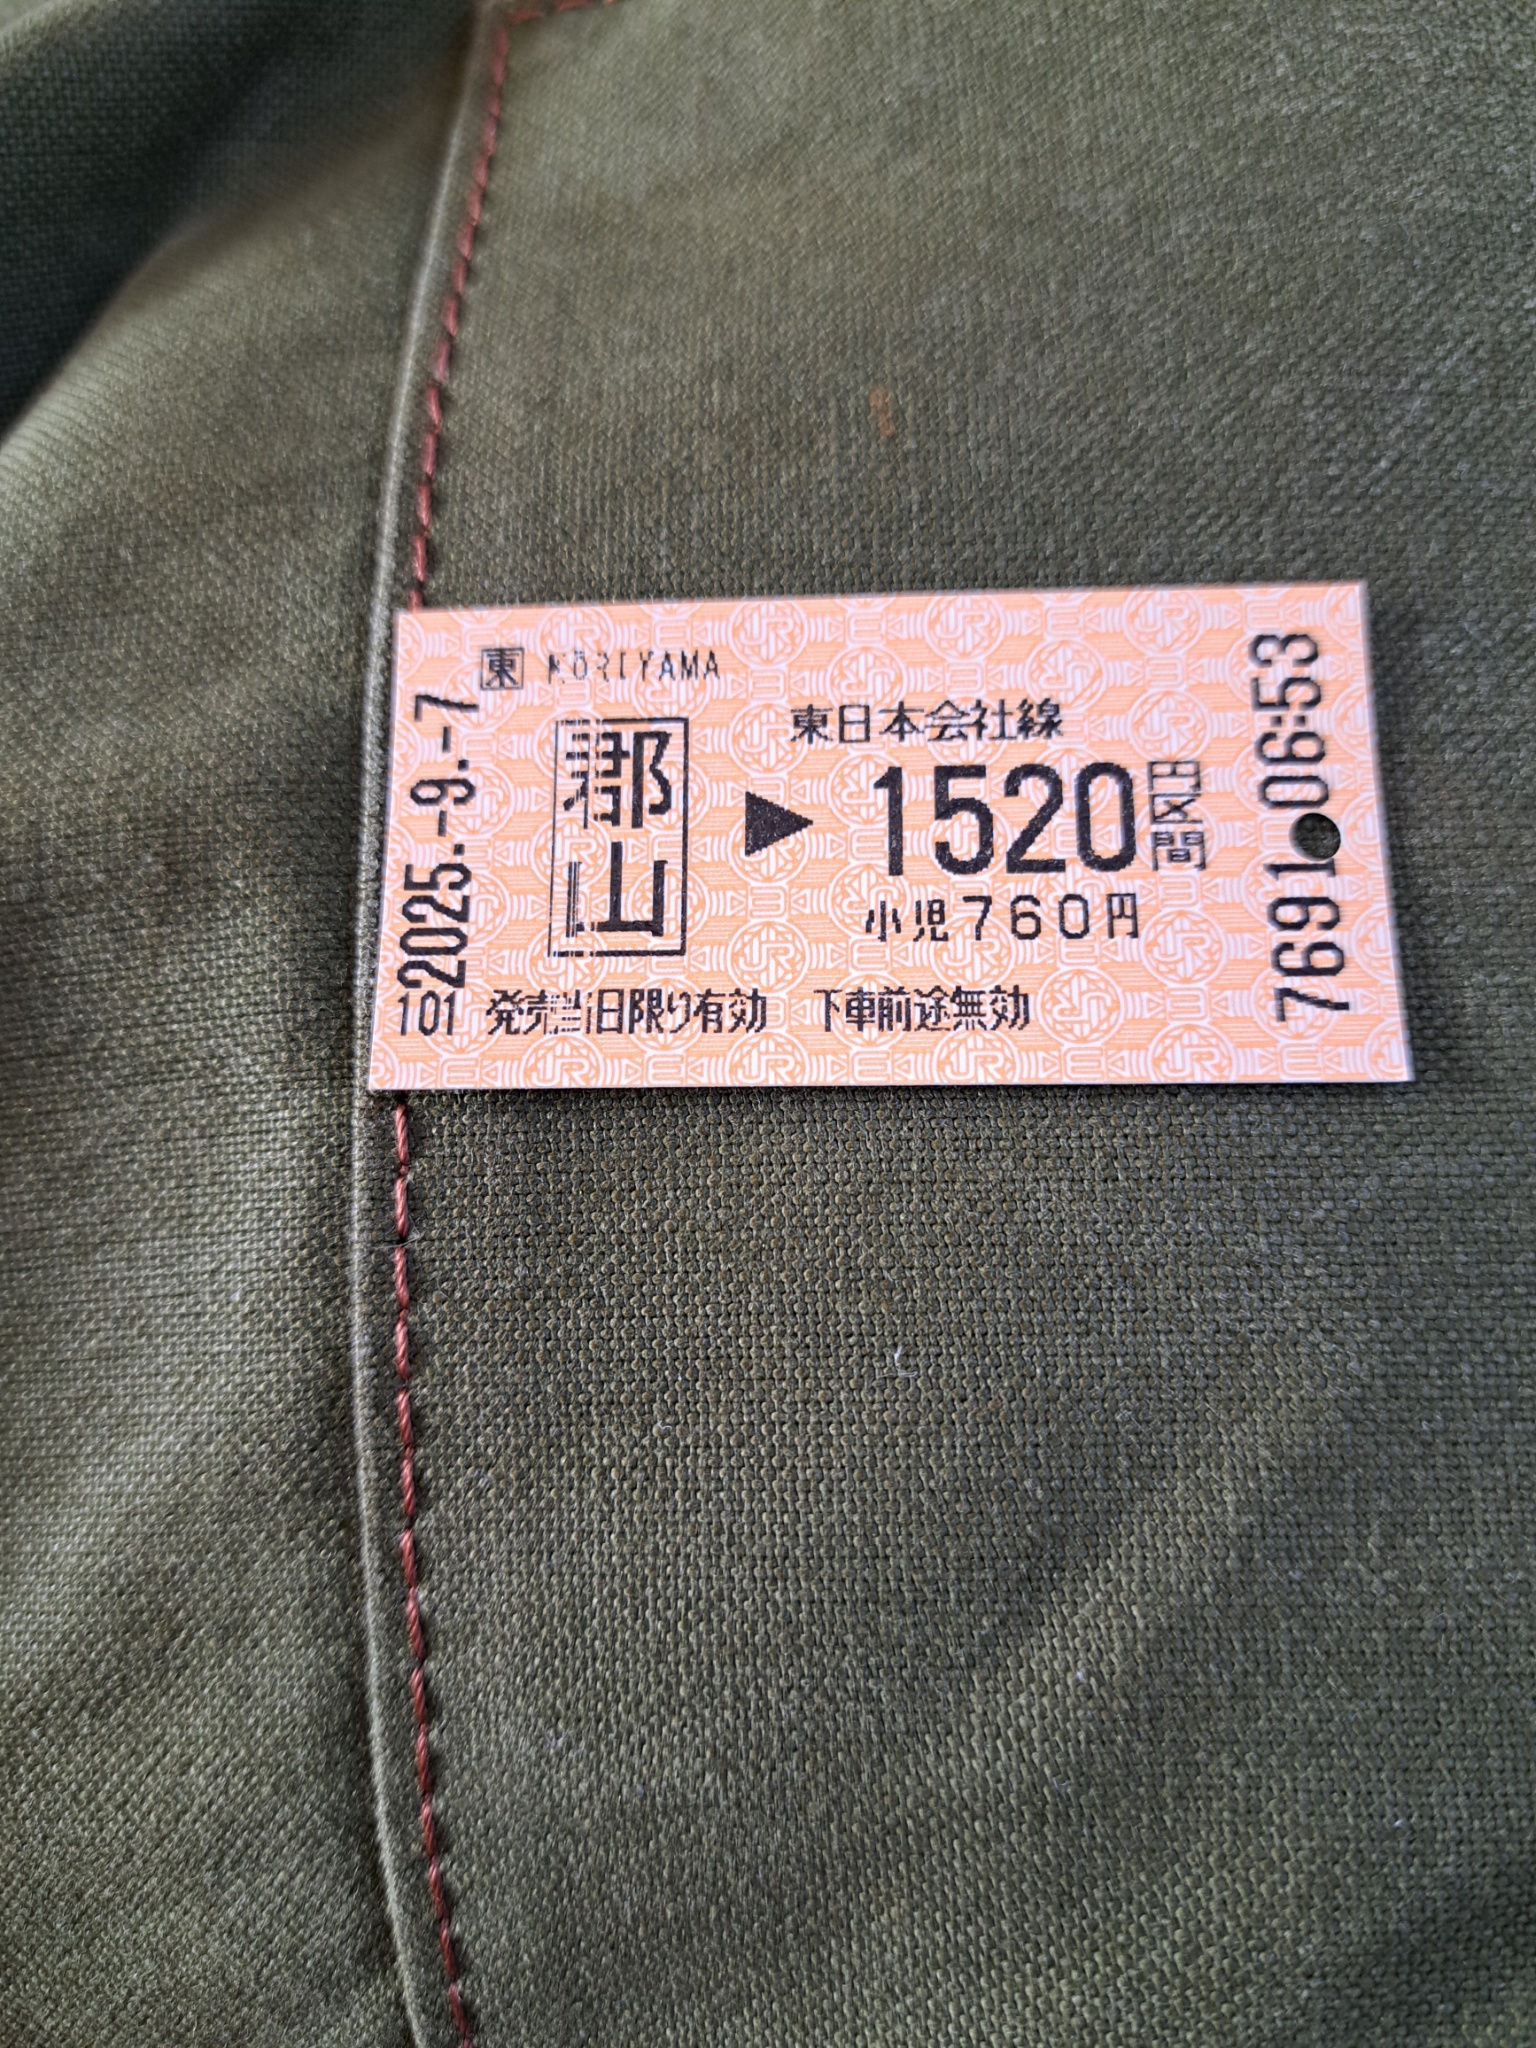 東 KORIYAMA
郡山 ▶
東日本会社線
1520円区間
小児760円
発売当日限り有効 下車前途無効
2025.-9.-7
101
7691 06:53